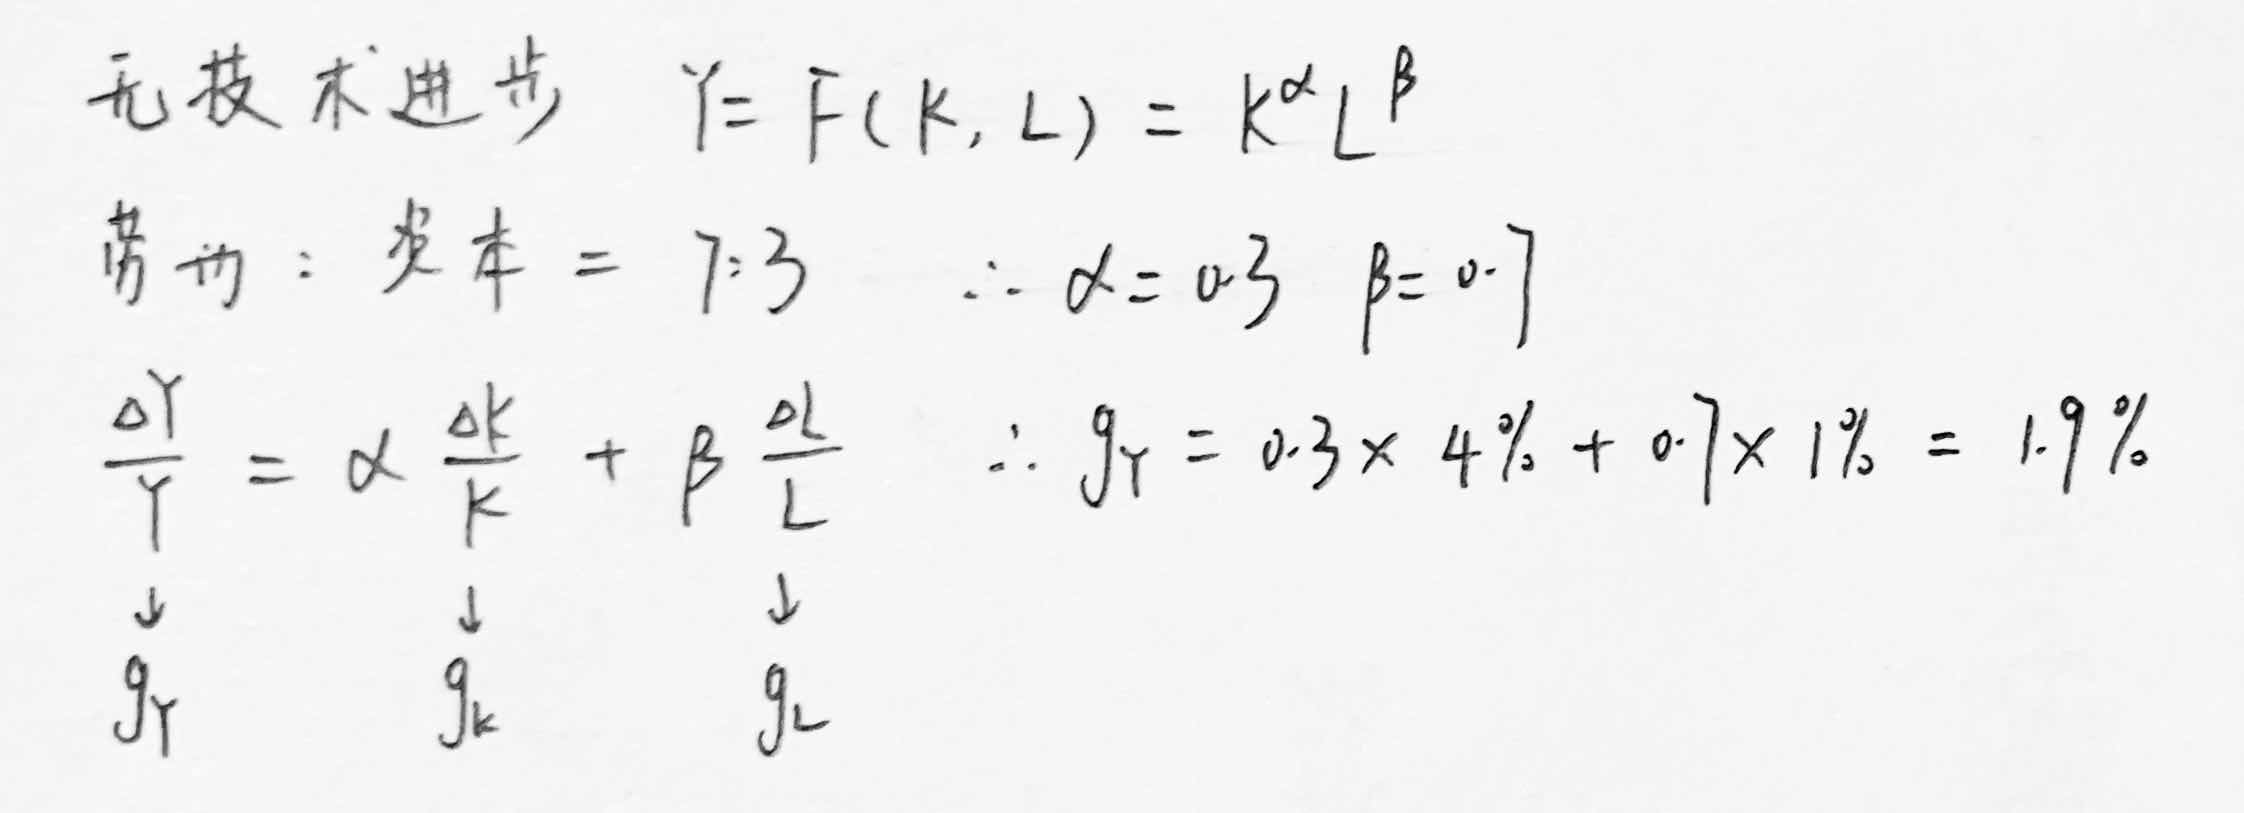 无技术进步 Y = F(K, L) = K^α L^β
劳动：资本 = 7:3 ∴ α = 0.3 β = 0.7
ΔY/Y = α ΔK/K + β ΔL/L ∴ g_Y = 0.3 × 4% + 0.7 × 1% = 1.9%
↓ ↓ ↓
g_Y g_K g_L